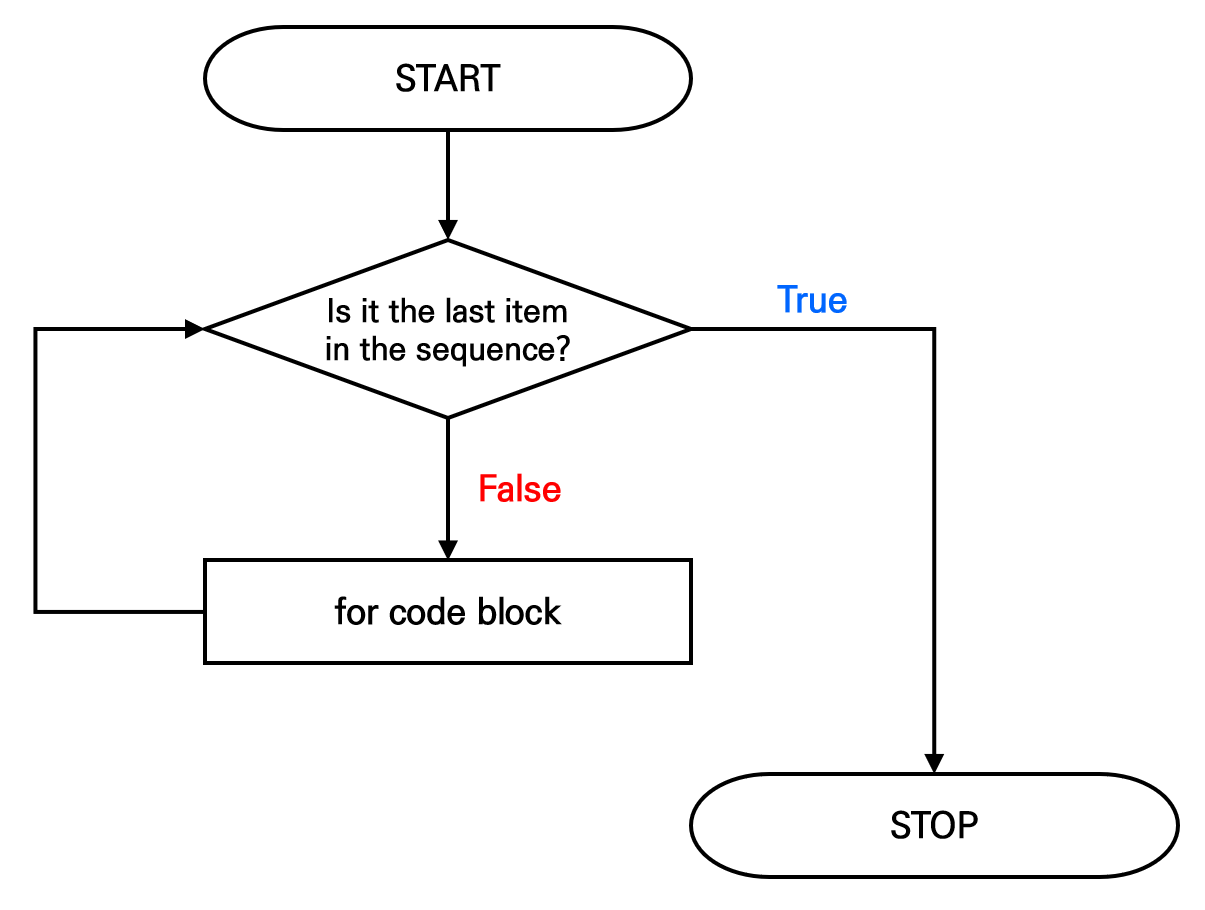 START
Is it the last item
in the sequence?
True
False
for code block
STOP